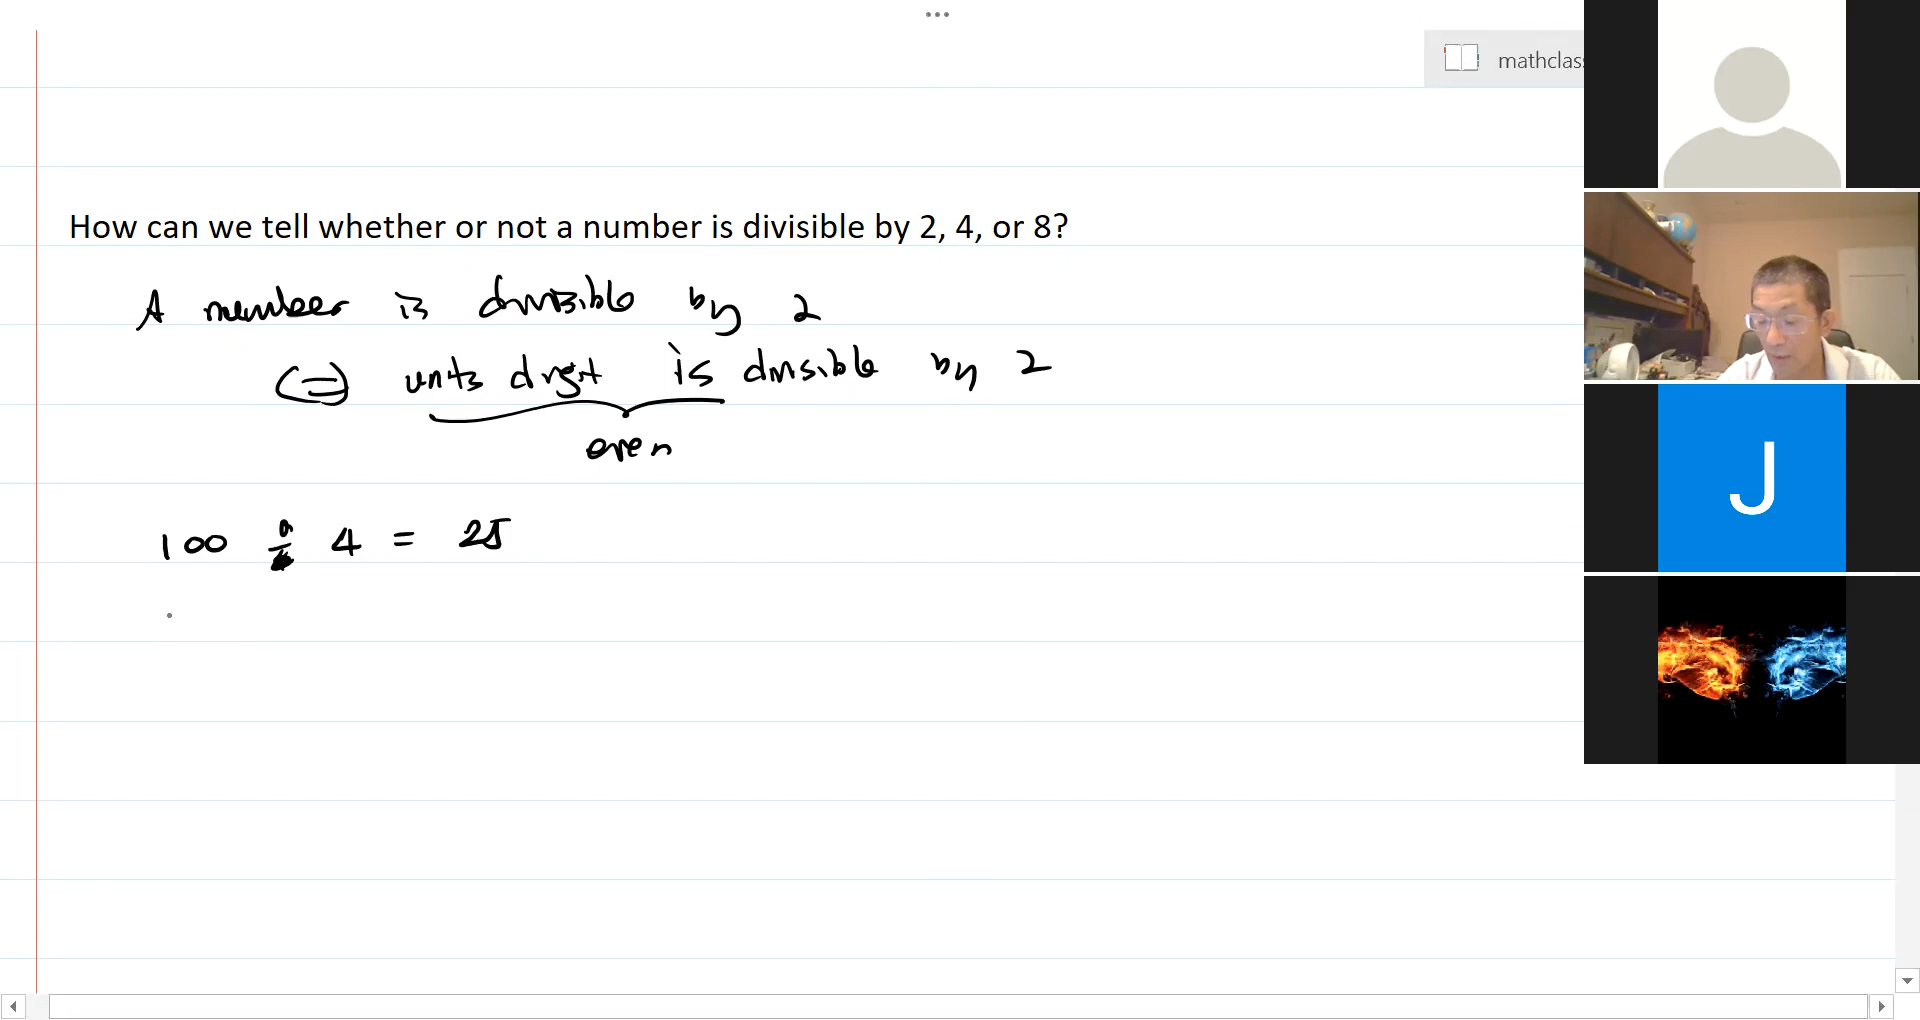 mathclas
How can we tell whether or not a number is divisible by 2, 4, or 8?
A number is divisible by 2
⇔ units digit is divisible by 2
even
100 ÷ 4 = 25
J